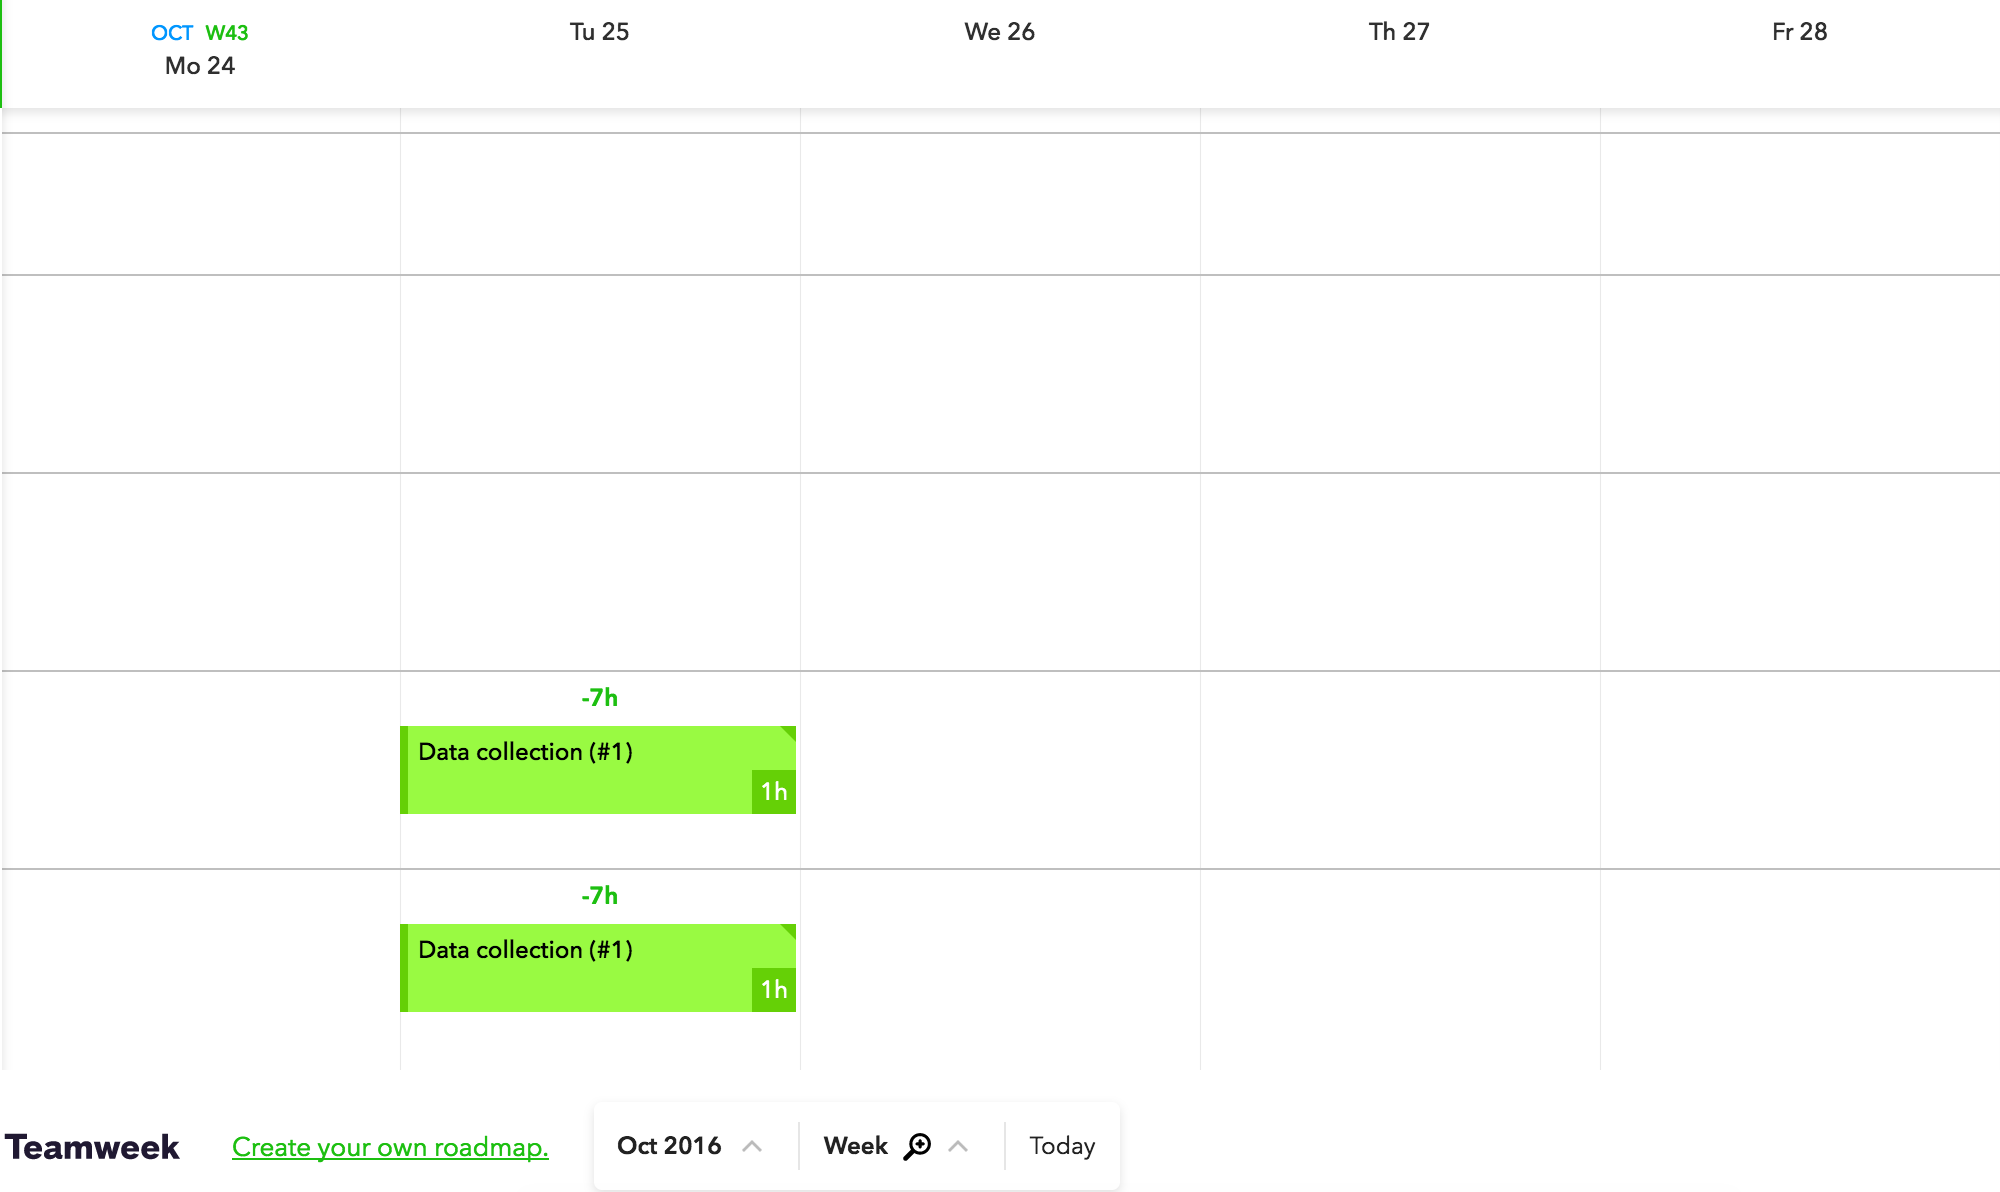 OCT W43
Mo 24
Tu 25
We 26
Th 27
Fr 28
-7h
Data collection (#1)
1h
-7h
Data collection (#1)
1h
Teamweek
Create your own roadmap.
Oct 2016
Week
Today